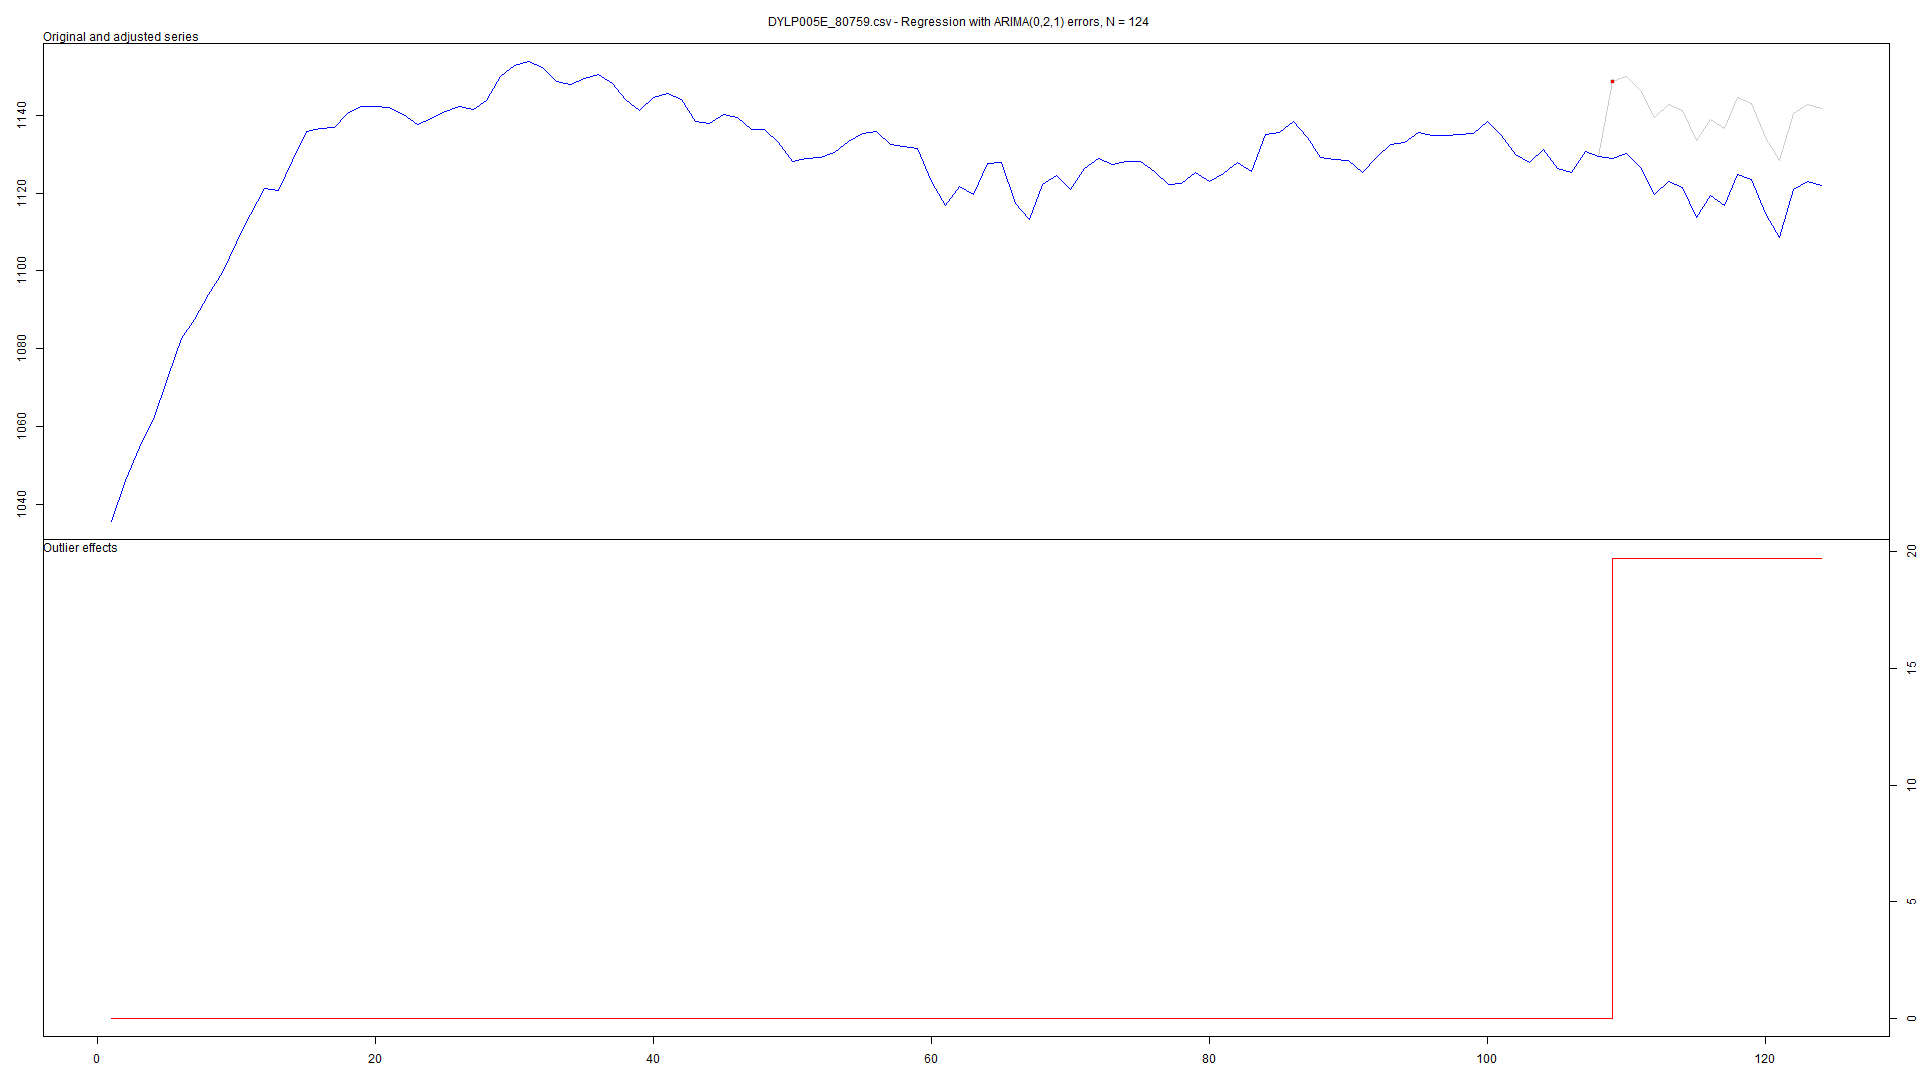 DYLP005E_80759.csv - Regression with ARIMA(0,2,1) errors, N = 124
Original and adjusted series
1140
1120
1100
1080
1060
1040
Outlier effects
20
15
10
5
0
0 20 40 60 80 100 120